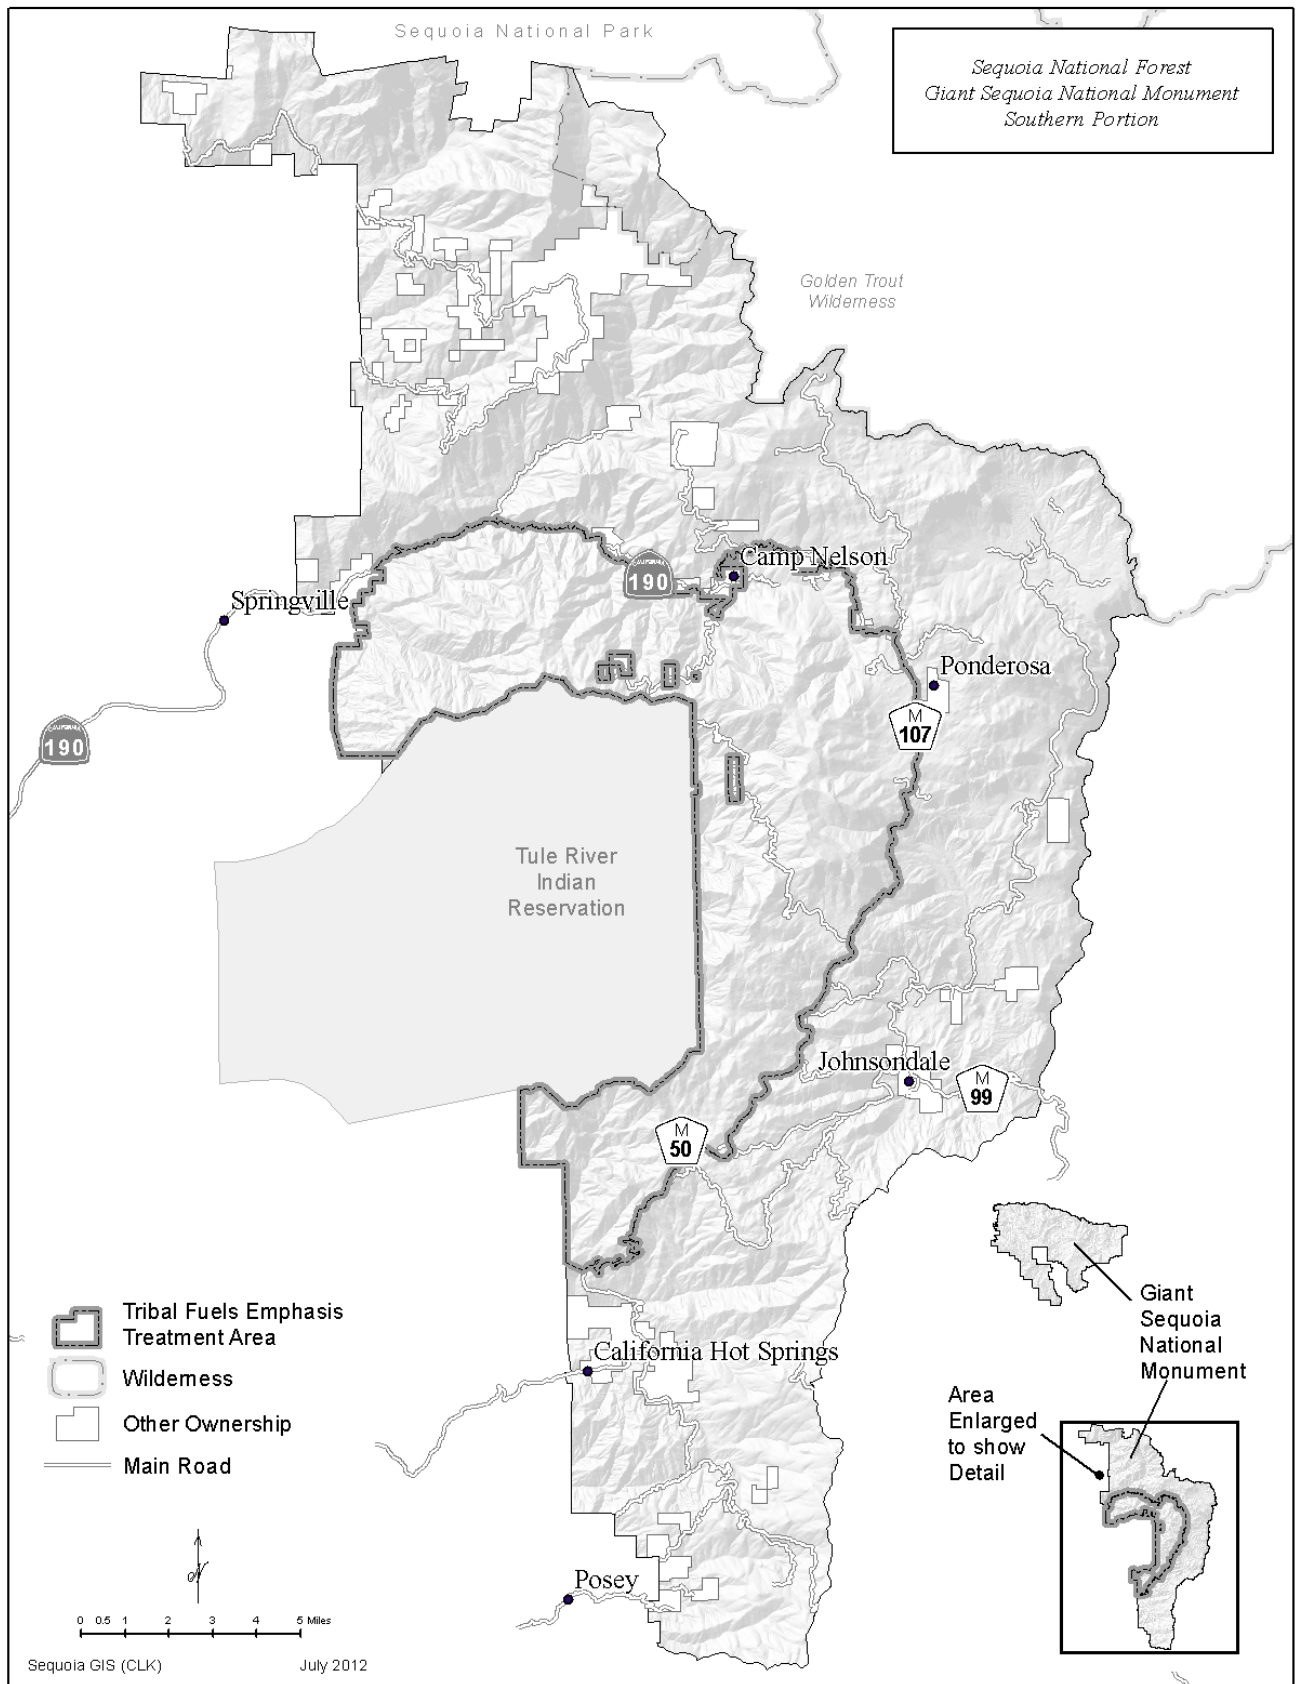 Sequoia National Park
Sequoia National Forest
Giant Sequoia National Monument
Southern Portion
Golden Trout
Wilderness
Camp Nelson
CALIFORNIA
190
Springville
Ponderosa
M
107
CALIFORNIA
190
Tule River
Indian
Reservation
Johnsondale
M
99
M
50
Giant
Sequoia
National
Monument
Tribal Fuels Emphasis
Treatment Area
California Hot Springs
Wilderness
Area
Enlarged
to show
Detail
Other Ownership
Main Road
N
Posey
0 0.5 1 2 3 4 5 Miles
Sequoia GIS (CLK) July 2012